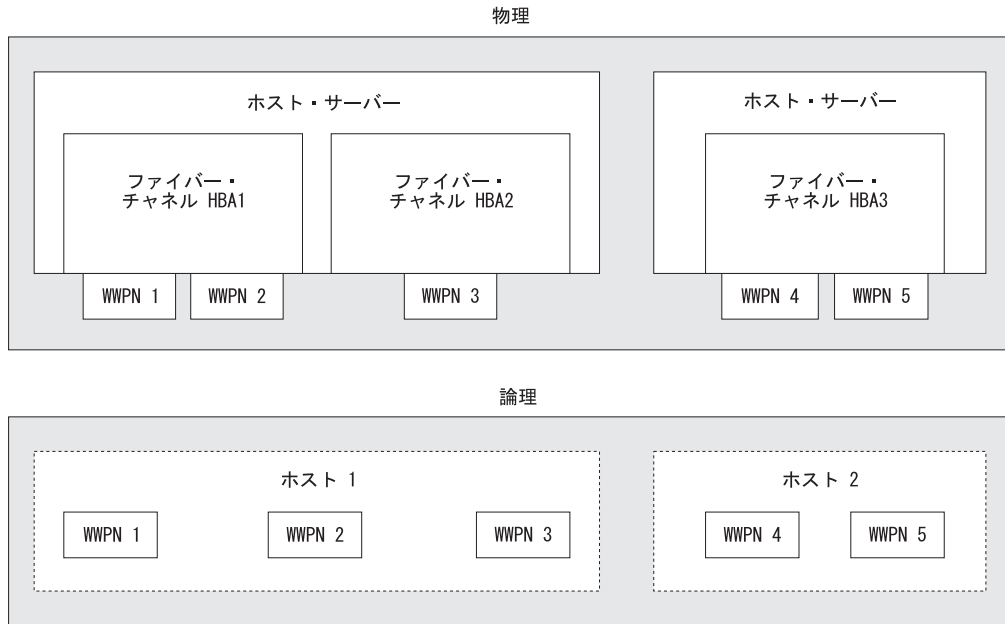 物理
ホスト・サーバー
ファイバー・
チャネル HBA1
ファイバー・
チャネル HBA2
WWPN 1
WWPN 2
WWPN 3
ホスト・サーバー
ファイバー・
チャネル HBA3
WWPN 4
WWPN 5
論理
ホスト 1
WWPN 1
WWPN 2
WWPN 3
ホスト 2
WWPN 4
WWPN 5